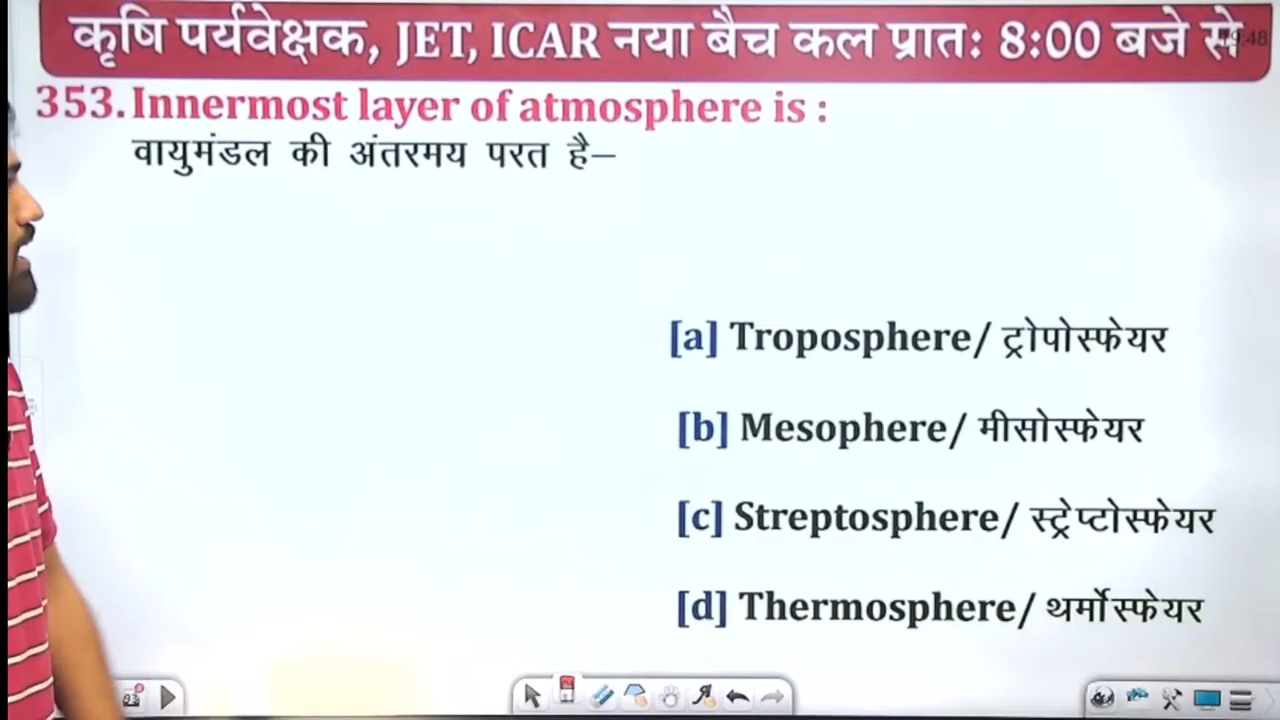 कृषि पर्यवेक्षक, JET, ICAR नया बैच कल प्रातः 8:00 बजे से
353. Innermost layer of atmosphere is :
वायुमंडल की अंतरमय परत है–
[a] Troposphere/ ट्रोपोस्फेयर
[b] Mesophere/ मीसोस्फेयर
[c] Streptosphere/ स्ट्रेप्टोस्फेयर
[d] Thermosphere/ थर्मोस्फेयर